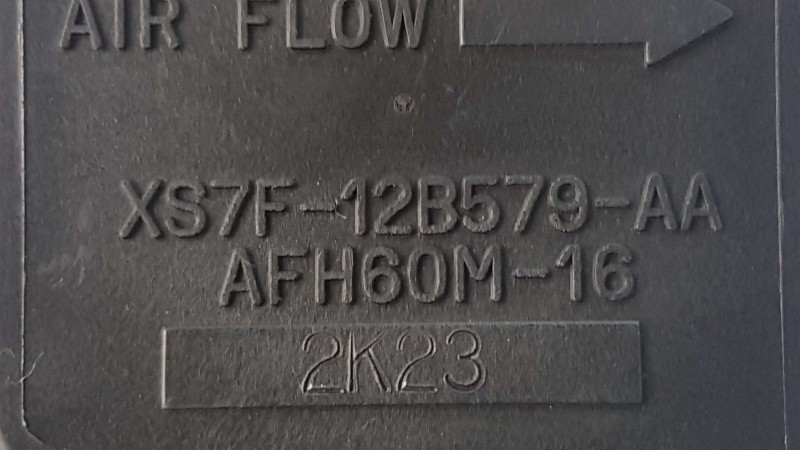 AIR FLOW
XS7F-12B579-AA
AFH60M-16
2K23